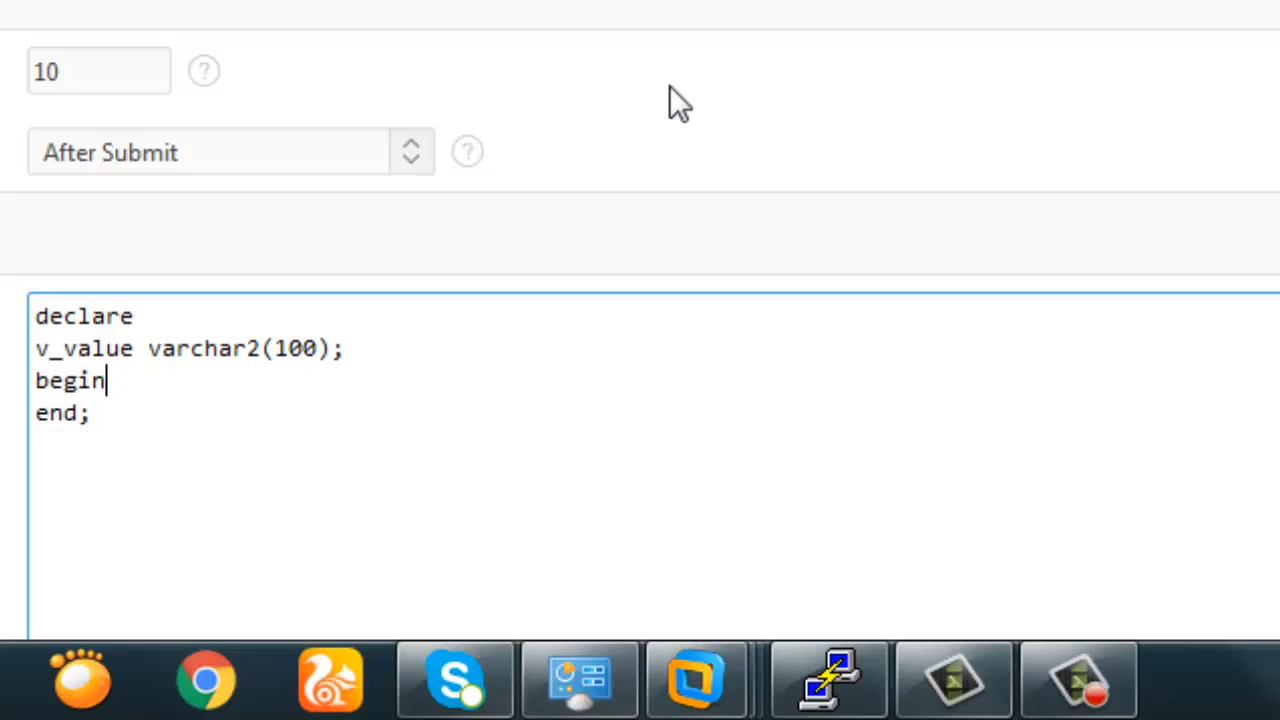 10
?
After Submit
?
declare
v_value varchar2(100);
begin
end;
S